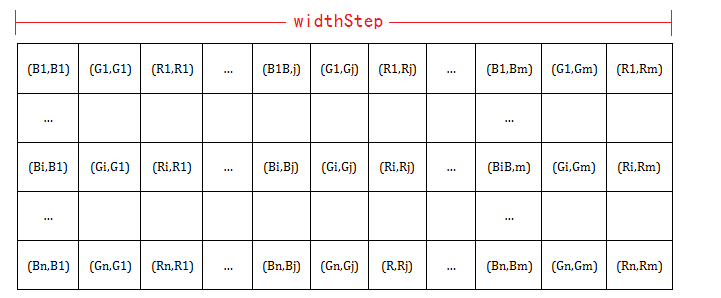 widthStep
(B1,B1) (G1,G1) (R1,R1) ... (B1B,j) (G1,Gj) (R1,Rj) ... (B1,Bm) (G1,Gm) (R1,Rm)
... ...
(Bi,B1) (Gi,G1) (Ri,R1) ... (Bi,Bj) (Gi,Gj) (Ri,Rj) ... (BiB,m) (Gi,Gm) (Ri,Rm)
... ...
(Bn,B1) (Gn,G1) (Rn,R1) ... (Bn,Bj) (Gn,Gj) (R,Rj) ... (Bn,Bm) (Gn,Gm) (Rn,Rm)